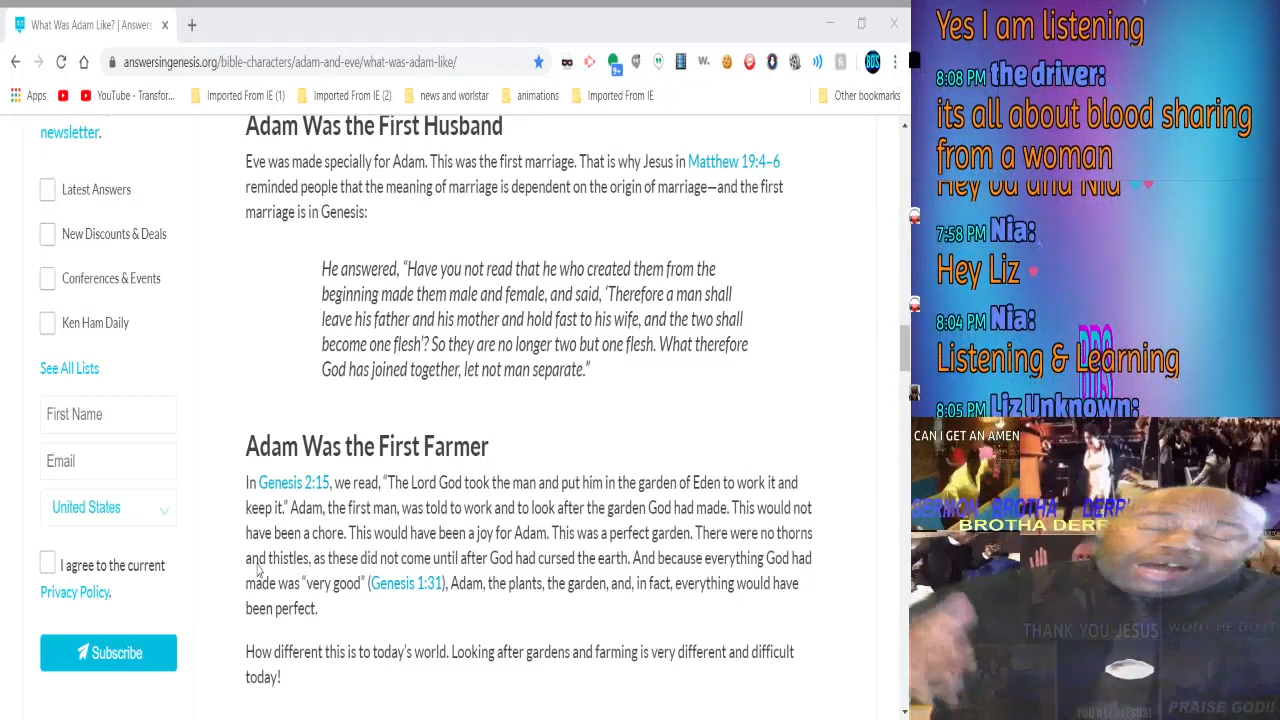 What Was Adam Like? | Answers
answersingenesis.org/bible-characters/adam-and-eve/what-was-adam-like/
9+
W.
BDS
Apps
YouTube - Transfor...
Imported From IE (1)
Imported From IE (2)
news and worlstar
animations
Imported From IE
Other bookmarks
newsletter.
Latest Answers
New Discounts & Deals
Conferences & Events
Ken Ham Daily
See All Lists
First Name
Email
United States
I agree to the current
Privacy Policy.
Subscribe
Adam Was the First Husband
Eve was made specially for Adam. This was the first marriage. That is why Jesus in Matthew 19:4–6
reminded people that the meaning of marriage is dependent on the origin of marriage—and the first
marriage is in Genesis:
He answered, “Have you not read that he who created them from the
beginning made them male and female, and said, ‘Therefore a man shall
leave his father and his mother and hold fast to his wife, and the two shall
become one flesh’? So they are no longer two but one flesh. What therefore
God has joined together, let not man separate.”
Adam Was the First Farmer
In Genesis 2:15, we read, “The Lord God took the man and put him in the garden of Eden to work it and
keep it.” Adam, the first man, was told to work and to look after the garden God had made. This would not
have been a chore. This would have been a joy for Adam. This was a perfect garden. There were no thorns
and thistles, as these did not come until after God had cursed the earth. And because everything God had
made was “very good” (Genesis 1:31), Adam, the plants, the garden, and, in fact, everything would have
been perfect.
How different this is to today’s world. Looking after gardens and farming is very different and difficult
today!
Yes I am listening
8:08 PM the driver:
its all about blood sharing
from a woman
Hey Ja and Nia
7:58 PM Nia:
Hey Liz
8:04 PM Nia:
Listening & Learning
BDS
8:05 PM Liz Unknown:
CAN I GET AN AMEN
SERMON BROTHA DERR
BROTHA DERR
THANK YOU JESUS
WONT HE DO IT
PRAISE GOD!!